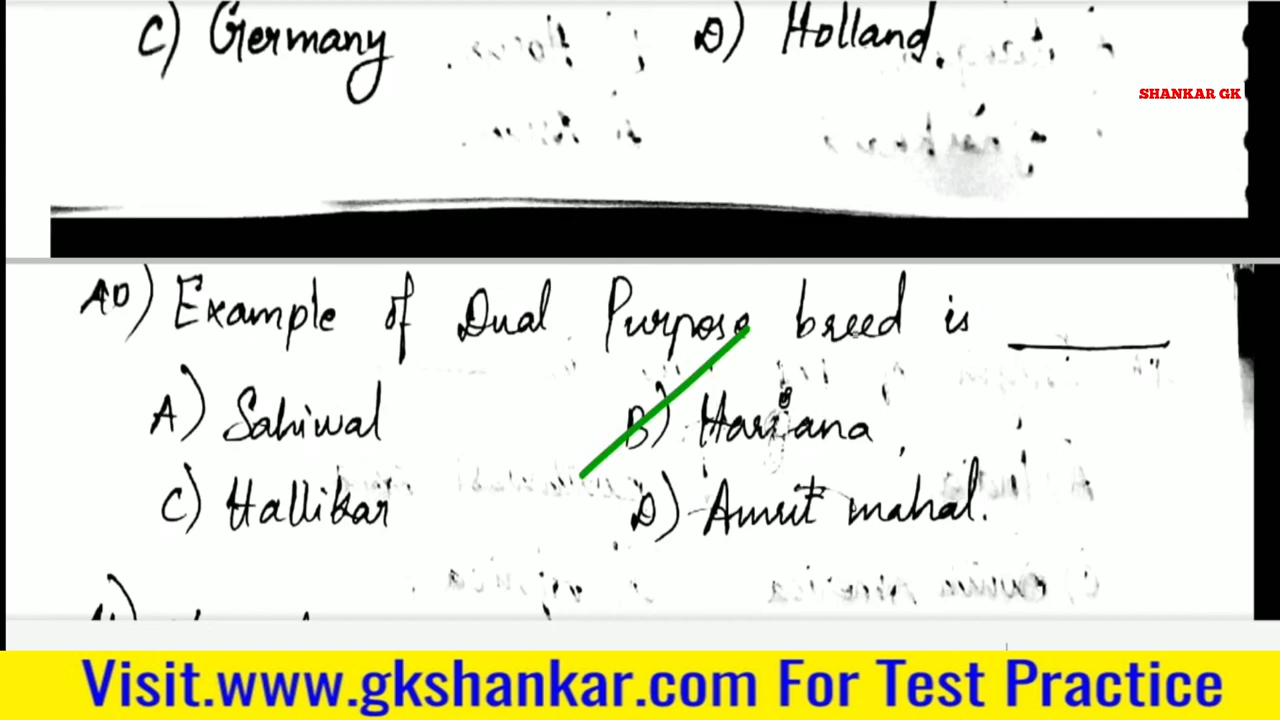 C) Germany D) Holland.
SHANKAR GK
40) Example of Dual Purpose breed is ______
A) Sahiwal B) Hariana
C) Hallikar D) Amrit mahal.
Visit.www.gkshankar.com For Test Practice